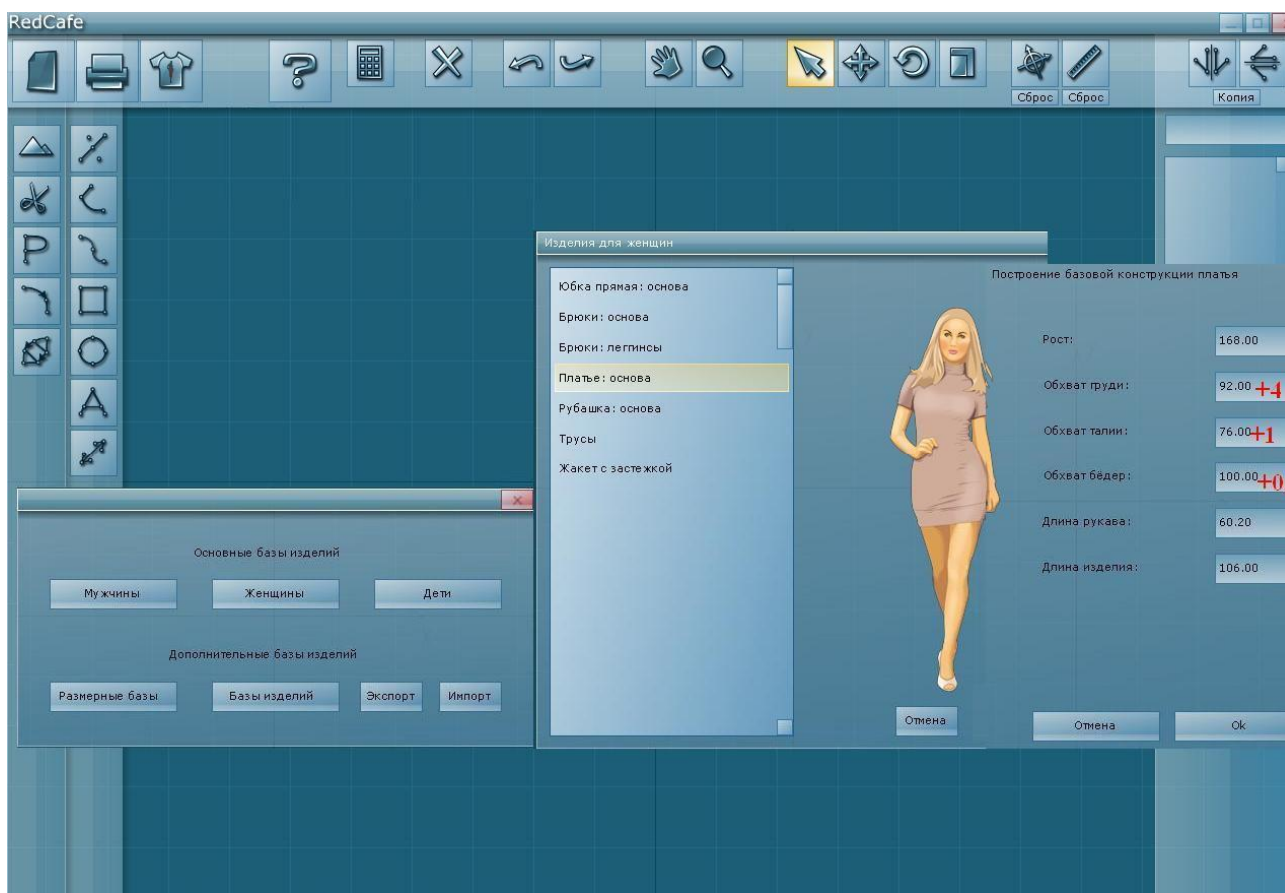 RedCafe
Сброс Сброс
Копия
Изделия для женщин
Юбка прямая: основа
Брюки: основа
Брюки: леггинсы
Платье: основа
Рубашка: основа
Трусы
Жакет с застежкой
Отмена
Построение базовой конструкции платья
Рост: 168.00
Обхват груди: 92.00 +4
Обхват талии: 76.00 +1
Обхват бёдер: 100.00 +0
Длина рукава: 60.20
Длина изделия: 106.00
Отмена Ok
Основные базы изделий
Мужчины Женщины Дети
Дополнительные базы изделий
Размерные базы Базы изделий Экспорт Импорт